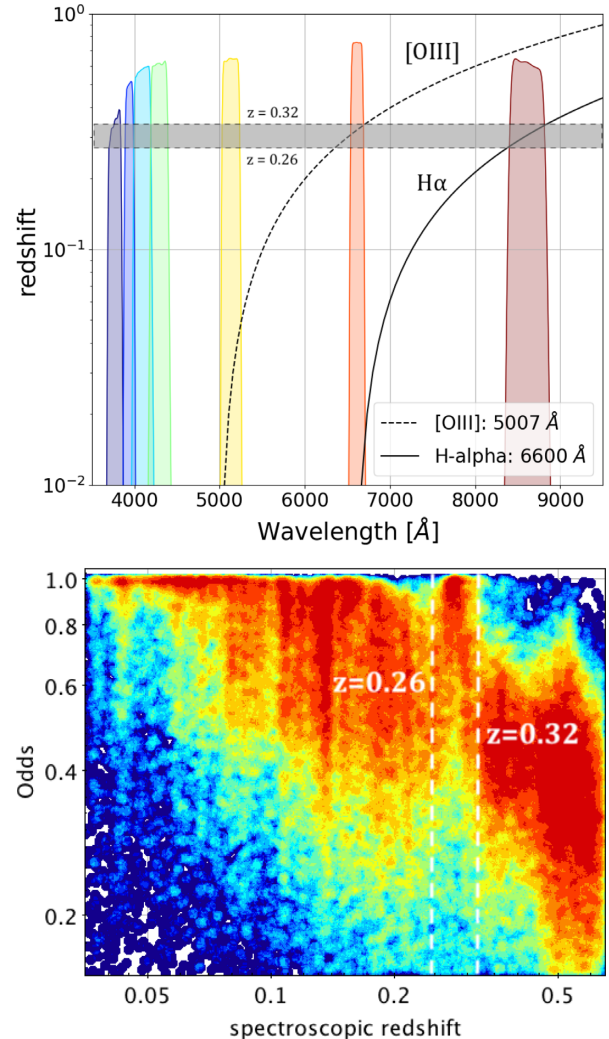 10⁰
[OIII]
z = 0.32
z = 0.26
Hα
10⁻¹
redshift
[OIII]: 5007 Å
H-alpha: 6600 Å
10⁻²
4000 5000 6000 7000 8000 9000
Wavelength [Å]
1.0
0.8
z=0.26
0.6
z=0.32
0.4
Odds
0.2
0.05 0.1 0.2 0.5
spectroscopic redshift